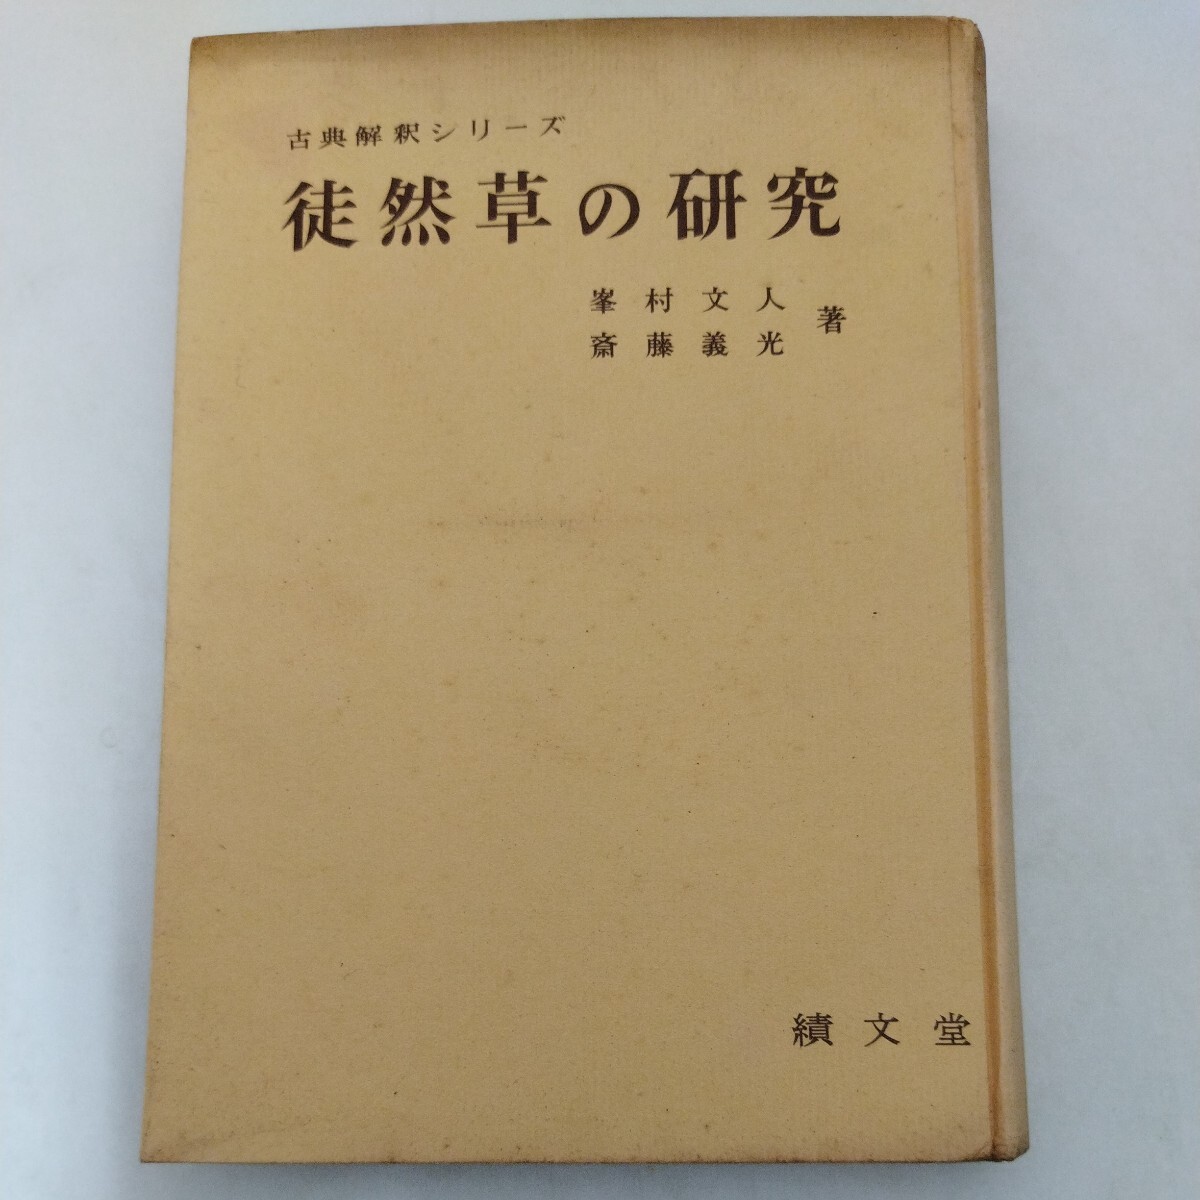 古典解釈シリーズ
徒然草の研究
峯村文人
斎藤義光
著
績文堂